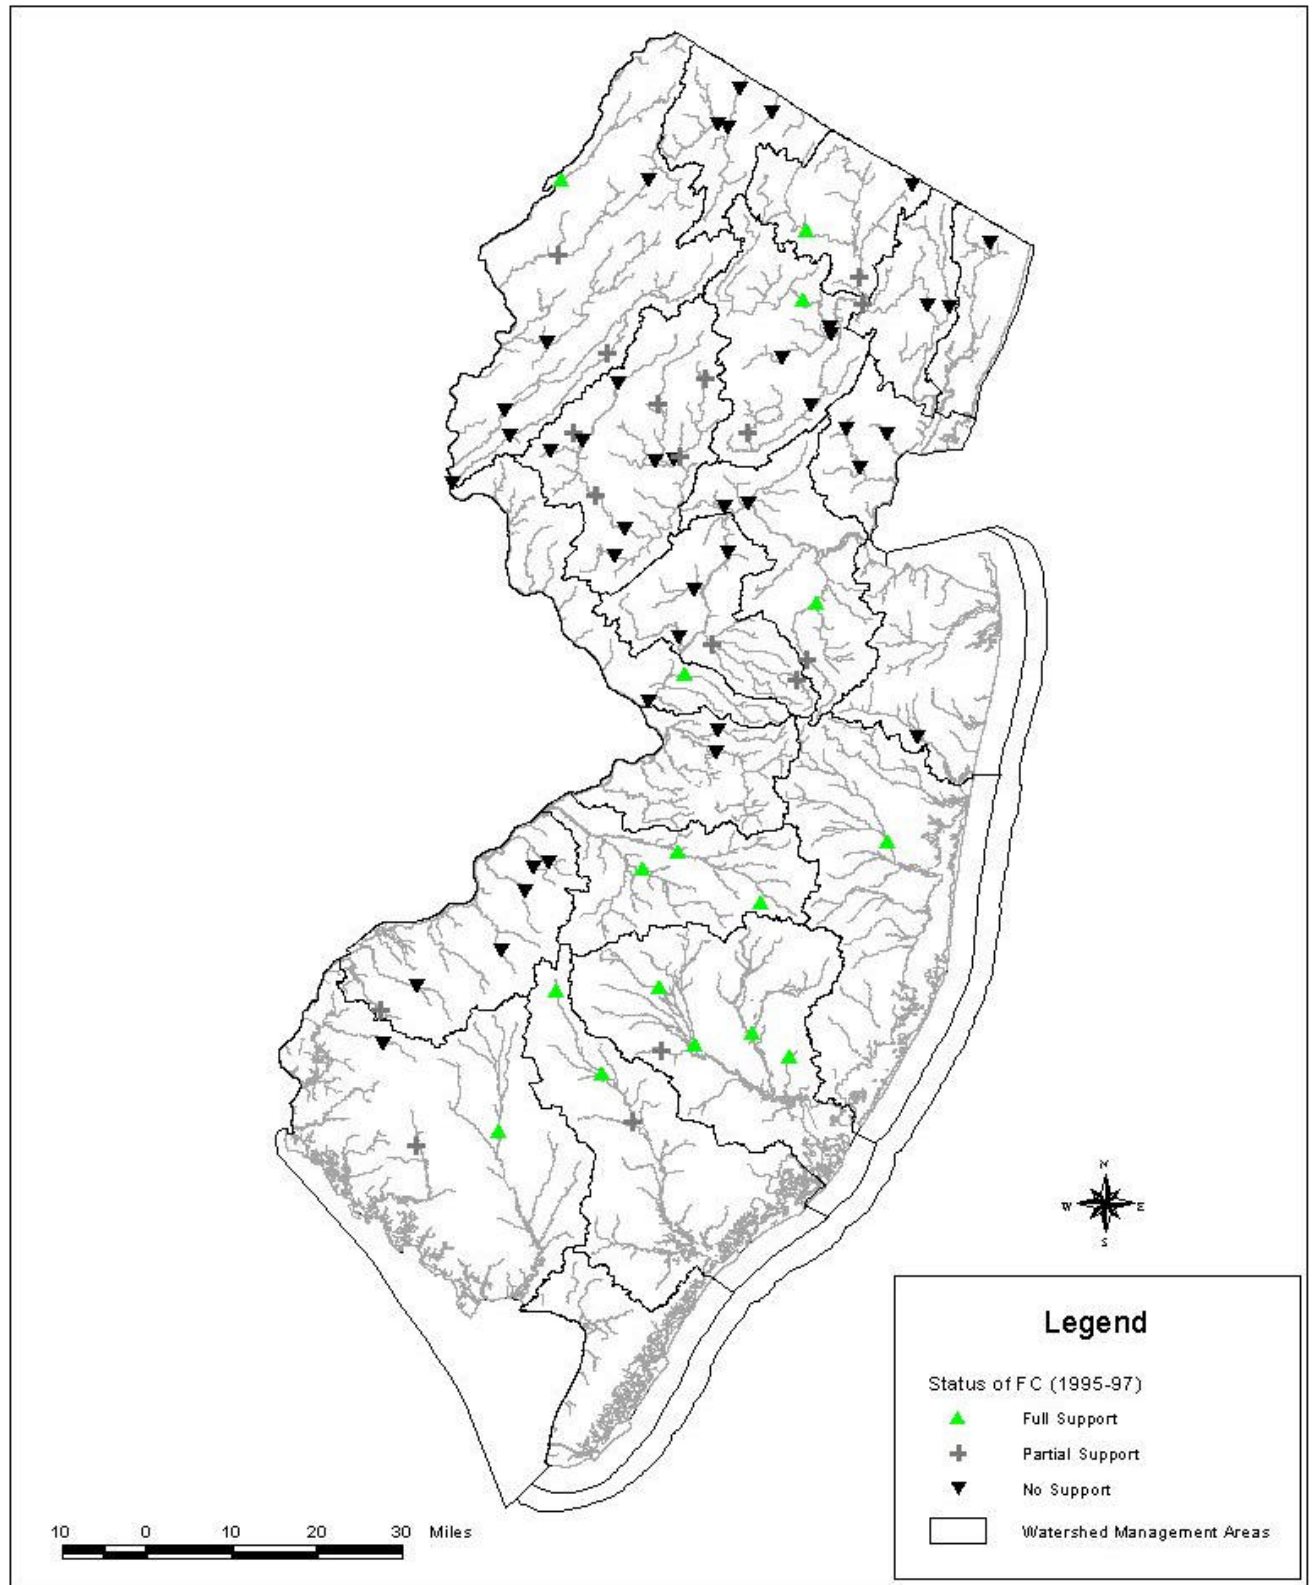 N
W E
S
Legend
Status of FC (1995-97)
Full Support
Partial Support
No Support
Watershed Management Areas
10 0 10 20 30 Miles